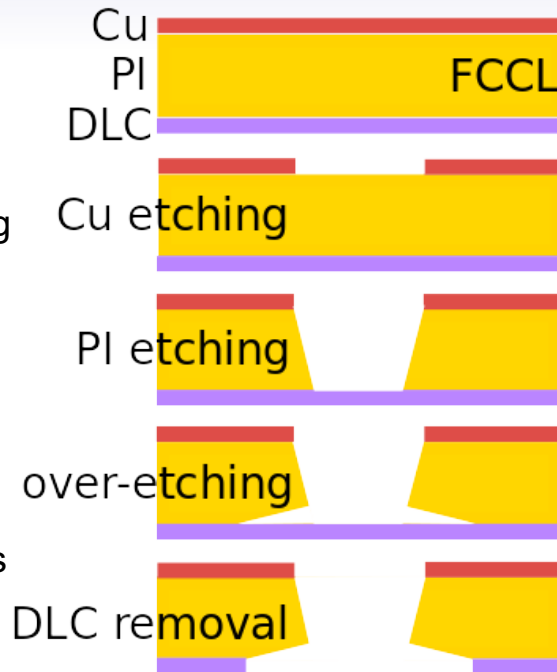 Cu
PI
FCCL
DLC
g
Cu etching
PI etching
over-etching
s
DLC removal